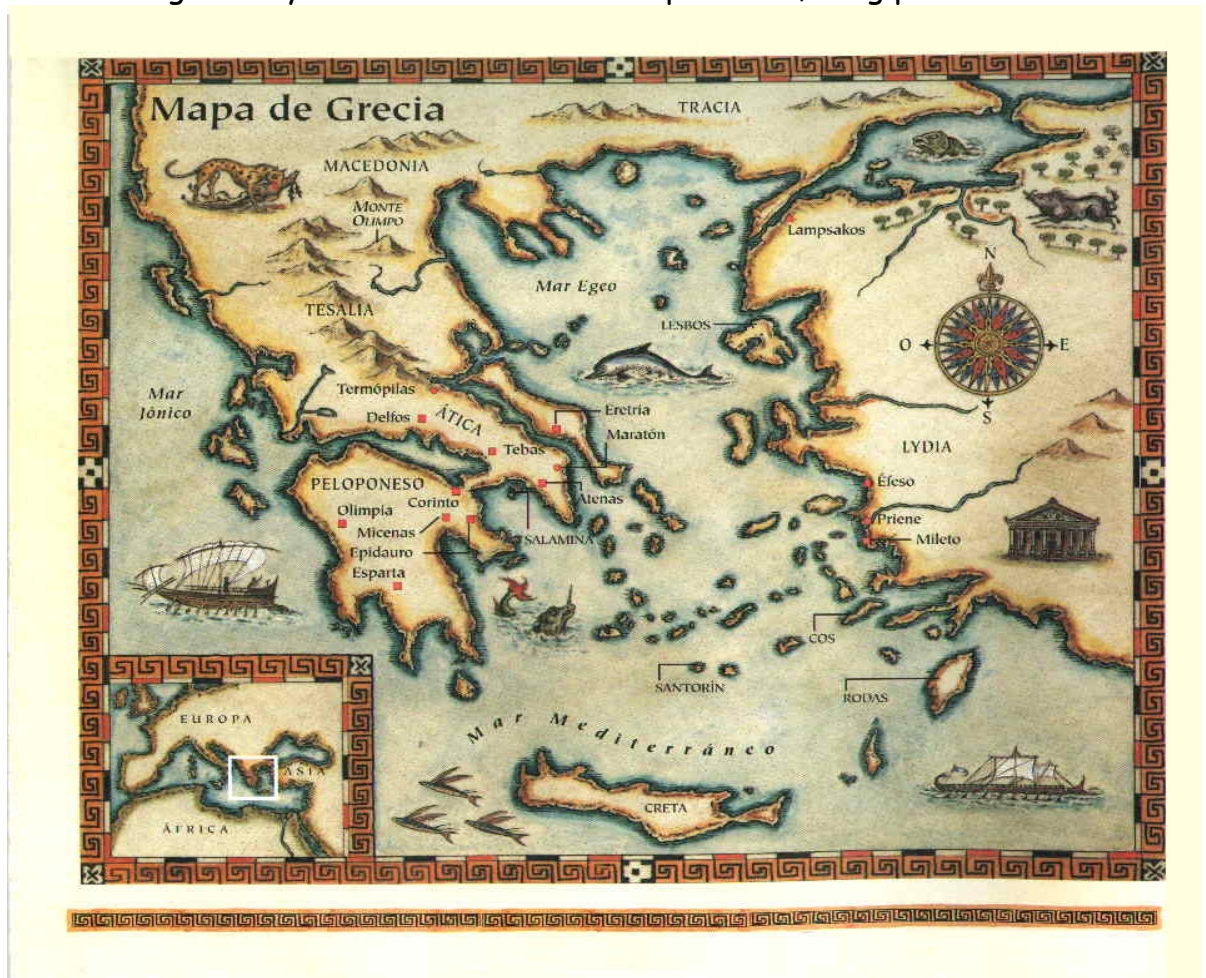 Mapa de Grecia
TRACIA
MACEDONIA
MONTE
OLIMPO
Lampsakos
N
Mar Egeo
TESALIA
LESBOS
O
E
S
Mar
Jónico
Termópilas
Delfos
ÁTICA
Eretria
Maratón
Tebas
LYDIA
PELOPONESO
Corinto
Atenas
Éfeso
Olimpia
Micenas
SALAMINA
Priene
Mileto
Epidauro
Esparta
COS
SANTORÍN
RODAS
Mar Mediterráneo
CRETA
EUROPA
ASIA
ÁFRICA